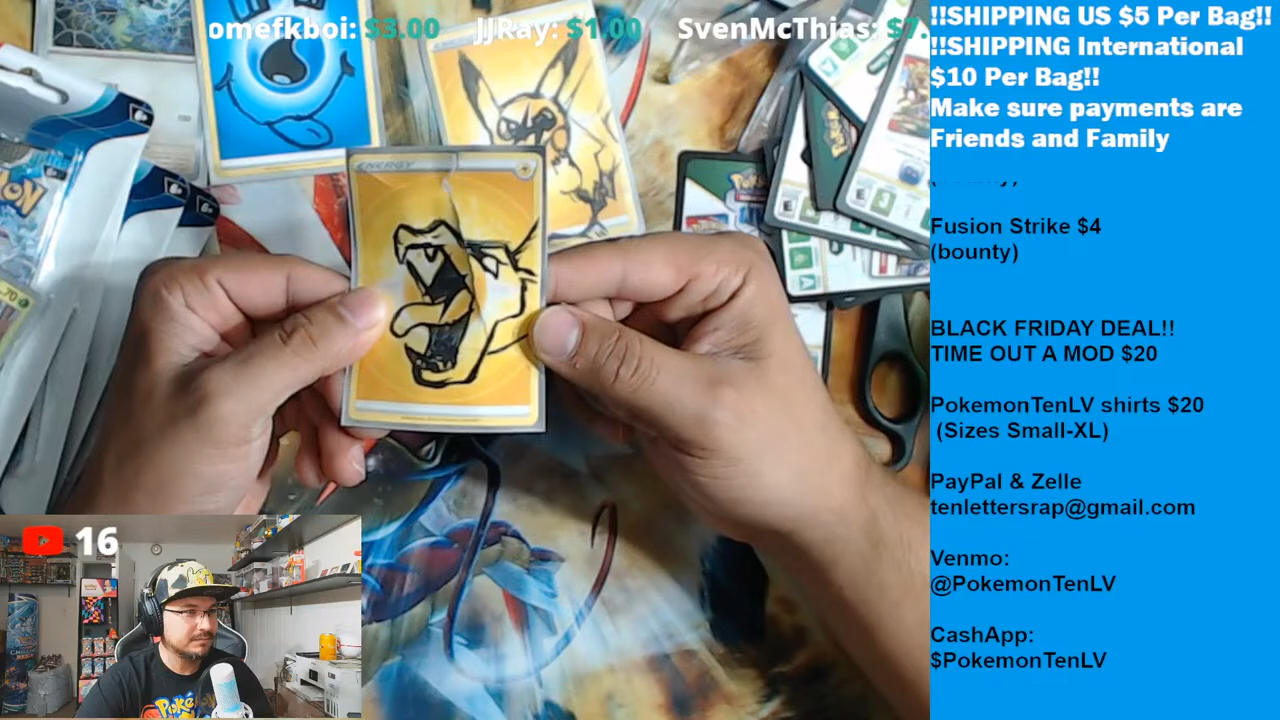 omefkboi: $3.00 JJRay: $1.00 SvenMcThias: $7.
!!SHIPPING US $5 Per Bag!!
!!SHIPPING International
$10 Per Bag!!
Make sure payments are
Friends and Family
Fusion Strike $4
(bounty)
BLACK FRIDAY DEAL!!
TIME OUT A MOD $20
PokemonTenLV shirts $20
(Sizes Small-XL)
PayPal & Zelle
tenlettersrap@gmail.com
Venmo:
@PokemonTenLV
CashApp:
$PokemonTenLV
ENERGY
16